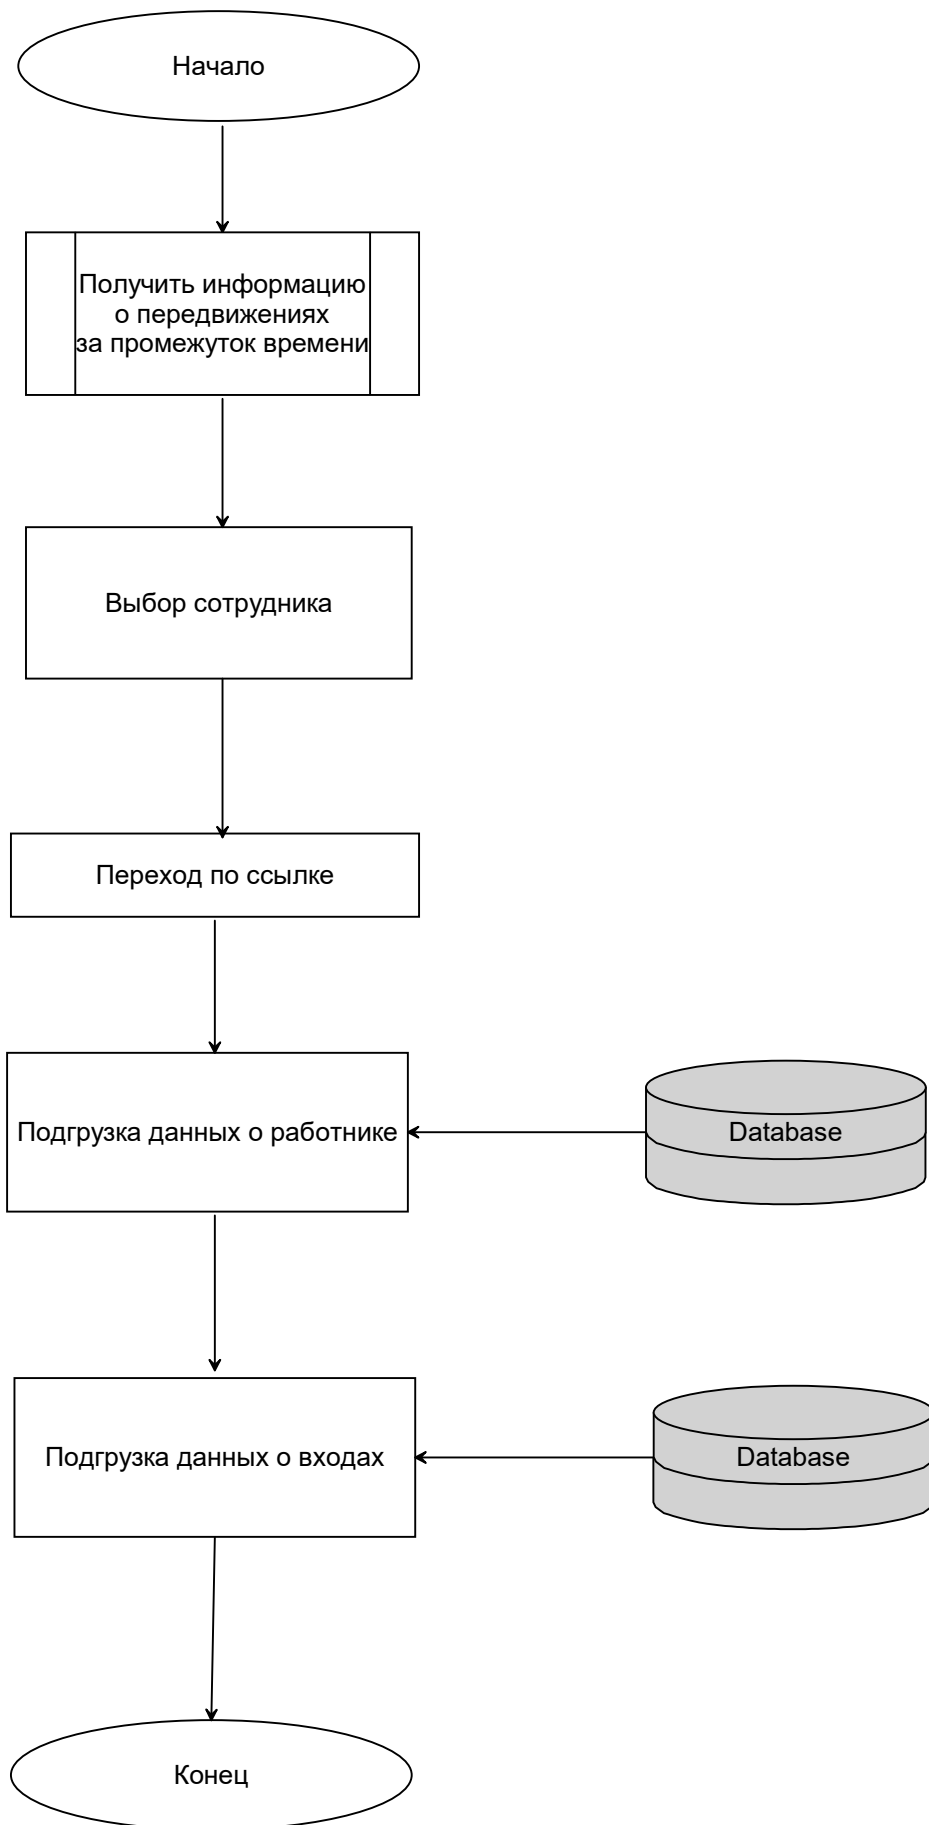 Начало
Получить информацию
о передвижениях
за промежуток времени
Выбор сотрудника
Переход по ссылке
Подгрузка данных о работнике
Database
Подгрузка данных о входах
Database
Конец